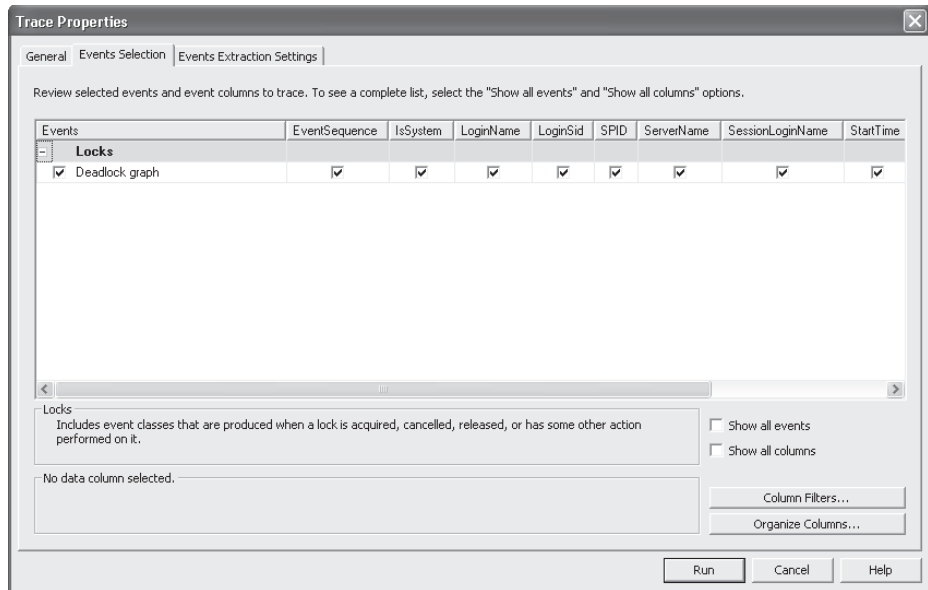 Trace Properties
General Events Selection Events Extraction Settings
Review selected events and event columns to trace. To see a complete list, select the "Show all events" and "Show all columns" options.
Events EventSequence IsSystem LoginName LoginSid SPID ServerName SessionLoginName StartTime
Locks
Deadlock graph
Locks
Includes event classes that are produced when a lock is acquired, cancelled, released, or has some other action
performed on it.
Show all events
Show all columns
No data column selected.
Column Filters...
Organize Columns...
Run Cancel Help